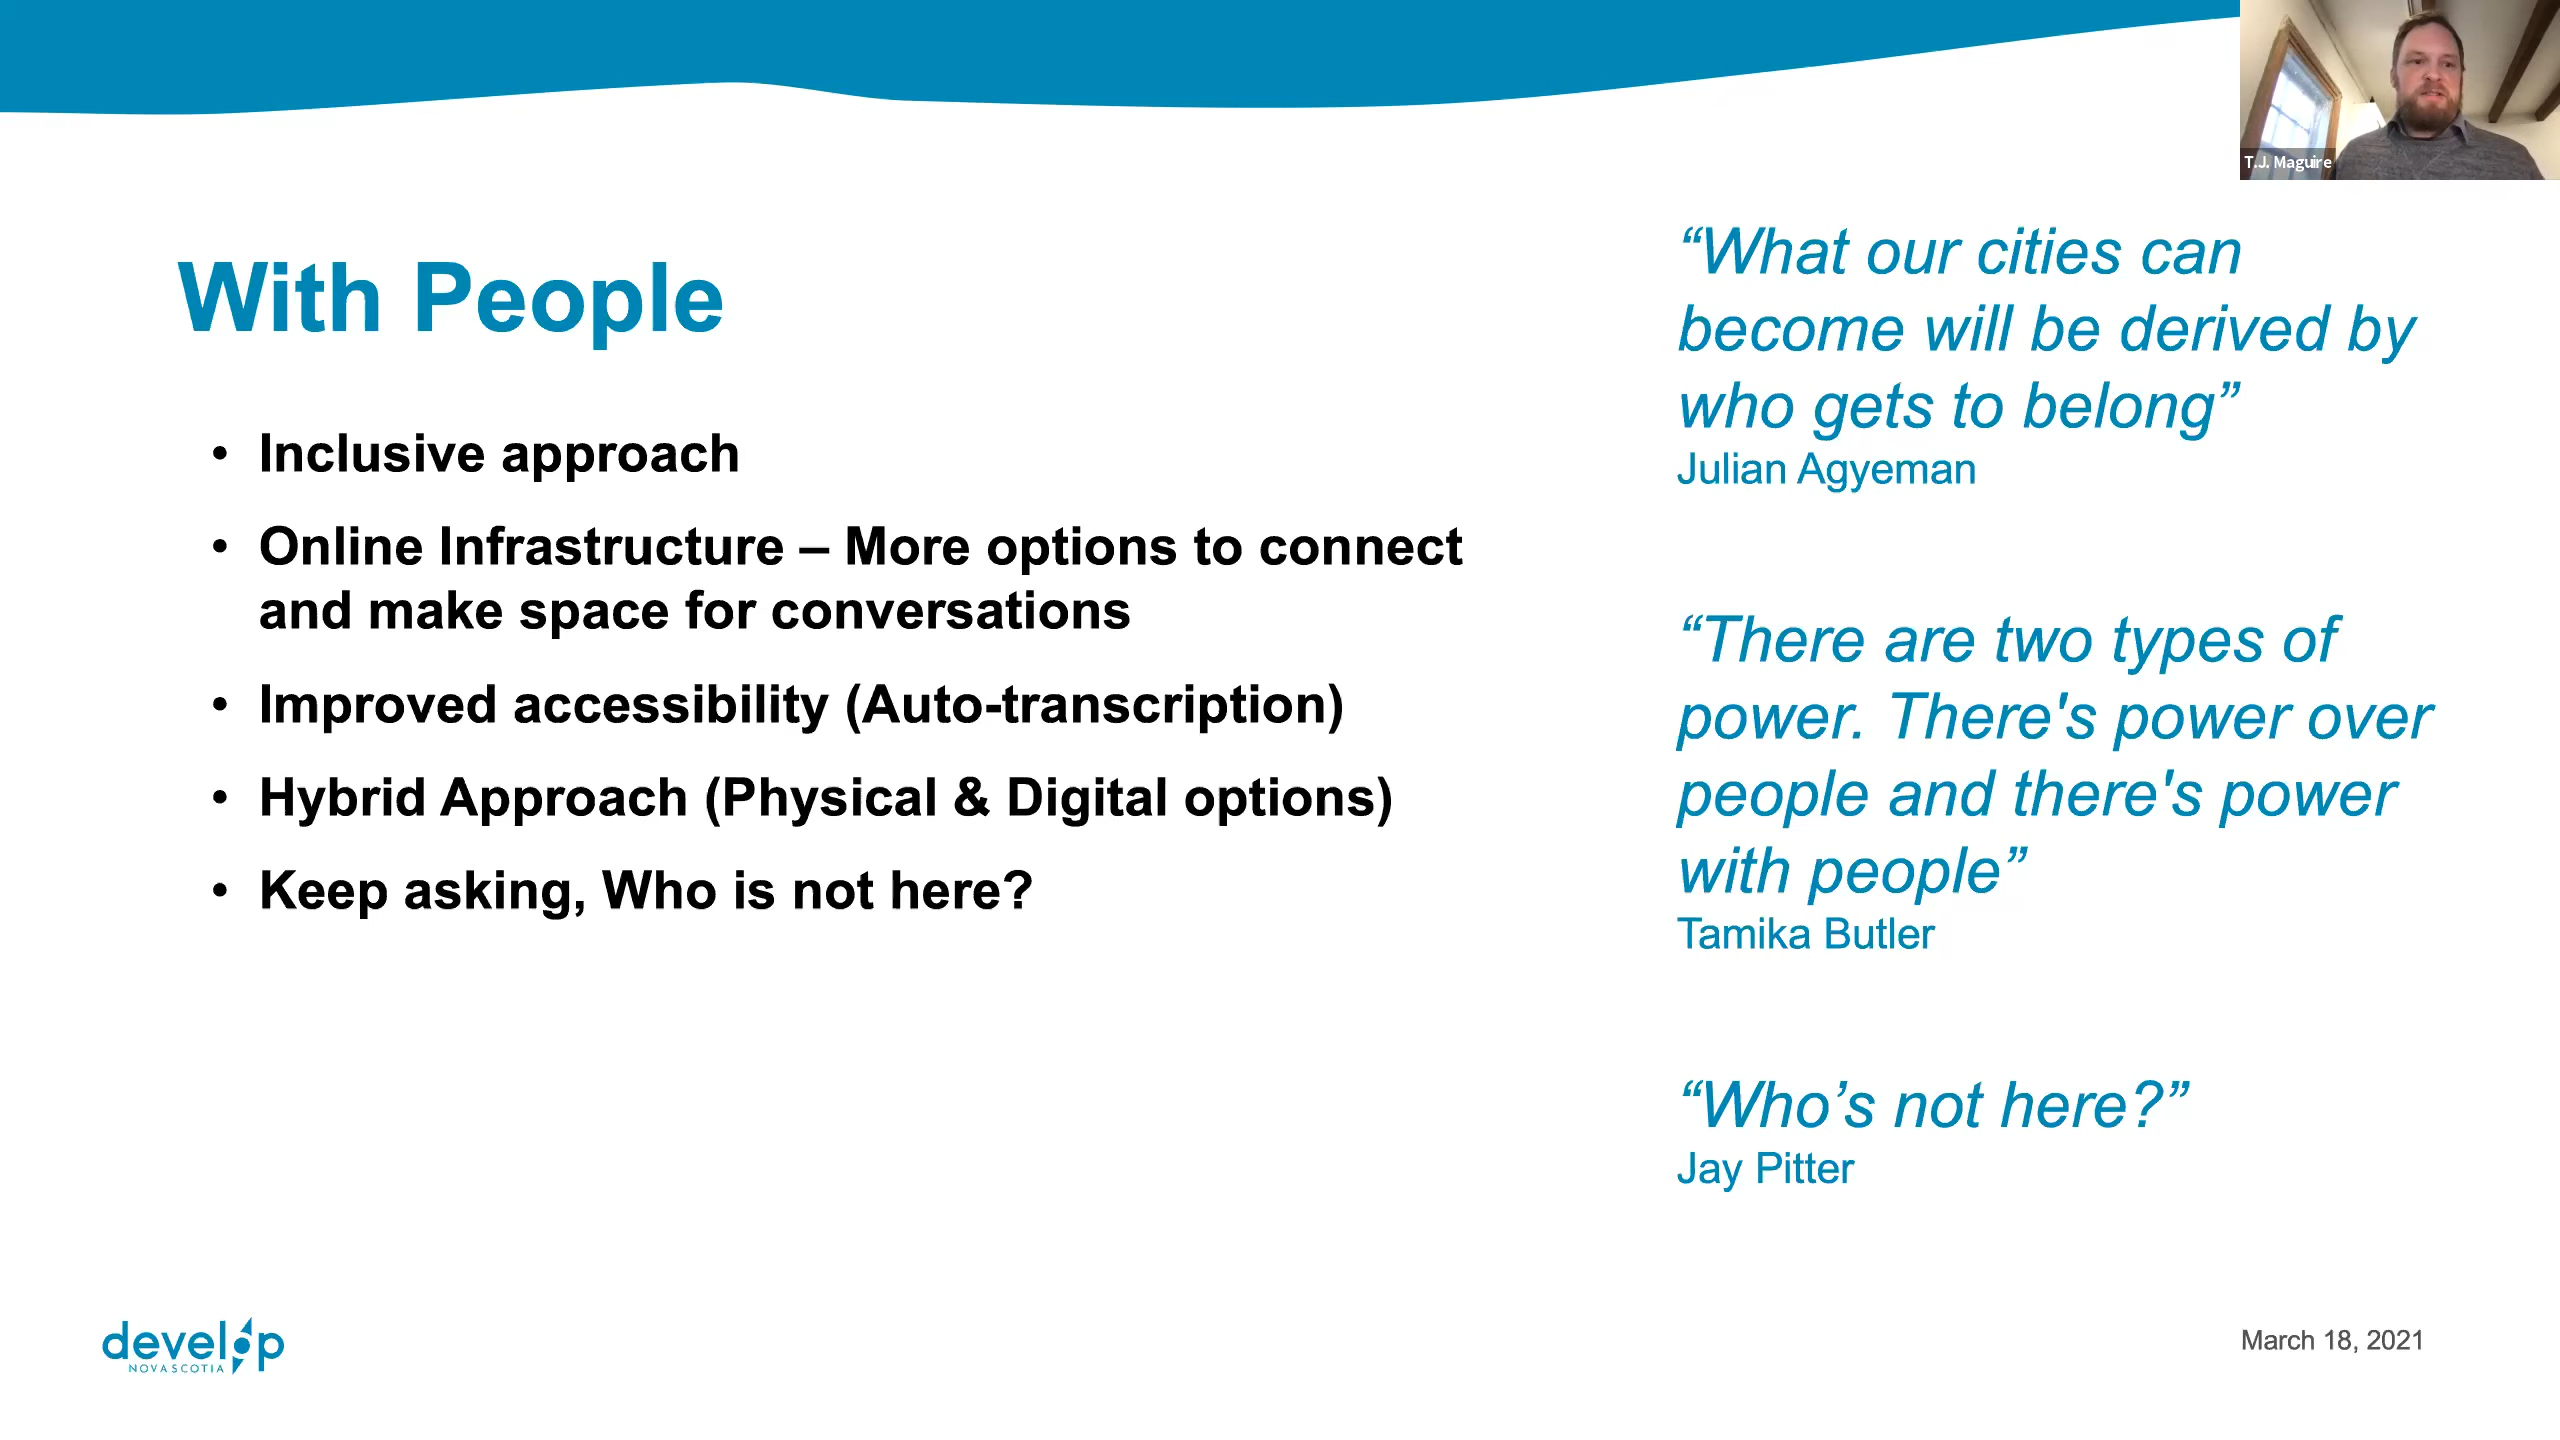 T.J. Maguire
With People
• Inclusive approach
• Online Infrastructure – More options to connect
and make space for conversations
• Improved accessibility (Auto-transcription)
• Hybrid Approach (Physical & Digital options)
• Keep asking, Who is not here?
“What our cities can
become will be derived by
who gets to belong”
Julian Agyeman
“There are two types of
power. There's power over
people and there's power
with people”
Tamika Butler
“Who’s not here?”
Jay Pitter
develop
NOVA SCOTIA
March 18, 2021